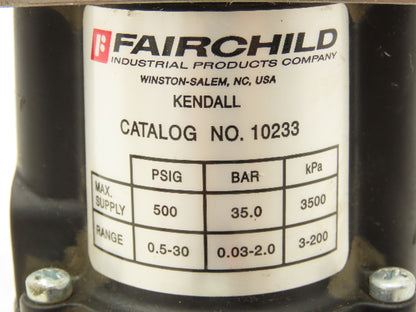 F FAIRCHILD
INDUSTRIAL PRODUCTS COMPANY
WINSTON-SALEM, NC, USA
KENDALL
CATALOG NO. 10233
PSIG BAR kPa
MAX. SUPPLY 500 35.0 3500
RANGE 0.5-30 0.03-2.0 3-200